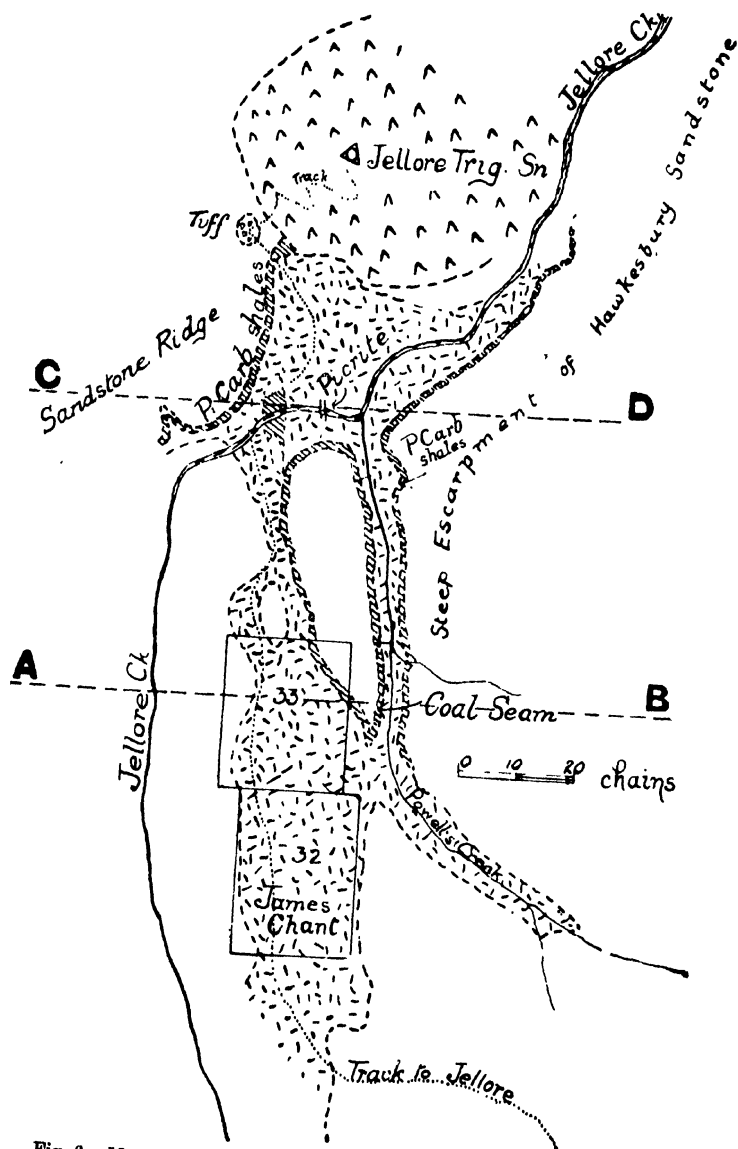 Jellore Ck
Jellore Trig. Sn
Track
Tuff
Steep Escarpment of Hawkesbury Sandstone
Sandstone Ridge
P Carb shales
Picrite
C
D
P Carb
shales
A
B
Jellore Ck
33
Coal Seam
0 10 20 chains
Powell's Creek
32
James
Chant
Track to Jellore